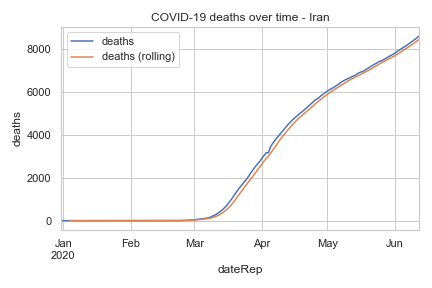 COVID-19 deaths over time - Iran
deaths
deaths (rolling)
8000
6000
4000
2000
0
deaths
Jan Feb Mar Apr May Jun
2020
dateRep